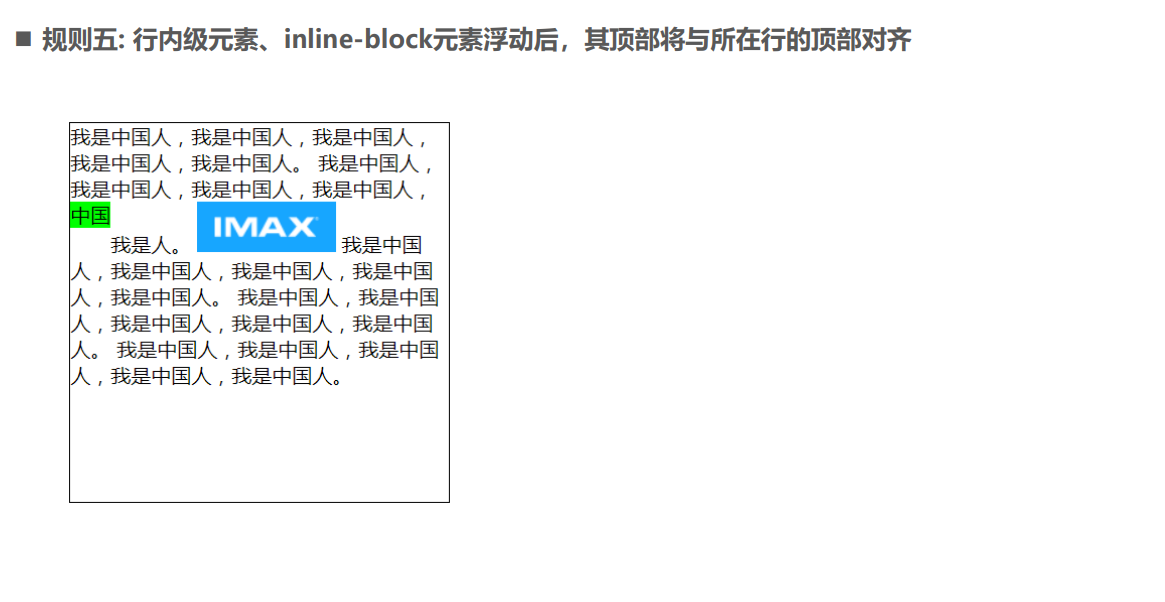 ■ 规则五: 行内级元素、inline-block元素浮动后，其顶部将与所在行的顶部对齐
我是中国人，我是中国人，我是中国人，
我是中国人，我是中国人。 我是中国人，
我是中国人，我是中国人，我是中国人，
中国
我是人。 IMAX 我是中国
人，我是中国人，我是中国人，我是中国
人，我是中国人。 我是中国人，我是中国
人，我是中国人，我是中国人，我是中国
人。 我是中国人，我是中国人，我是中国
人，我是中国人，我是中国人。